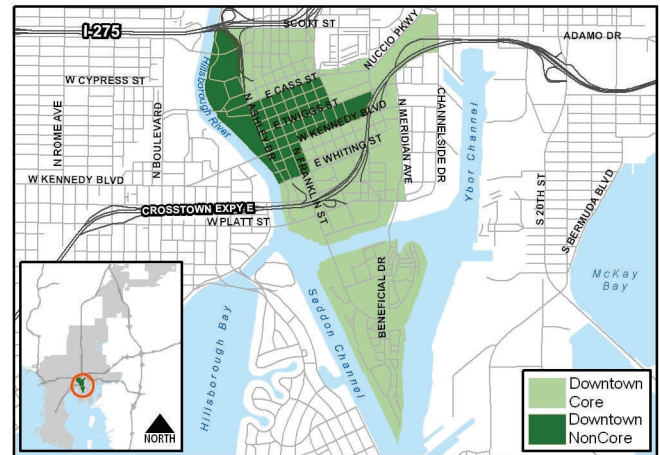 I-275
SCOTT ST
NUCCIO PKWY
ADAMO DR
W CYPRESS ST
Hillsborough River
E CASS ST
N ROME AVE
N BOULEVARD
N ASHLEY DR
E TWIGGS ST
W KENNEDY BLVD
N MERIDIAN AVE
CHANNELSIDE DR
Ybor Channel
E WHITING ST
W KENNEDY BLVD
N FRANKLIN ST
CROSSTOWN EXPY E
W PLATT ST
S 20TH ST
S BERMUDA BLVD
McKay
Bay
BENEFICIAL DR
Seddon Channel
Hillsborough Bay
NORTH
Downtown
Core
Downtown
NonCore